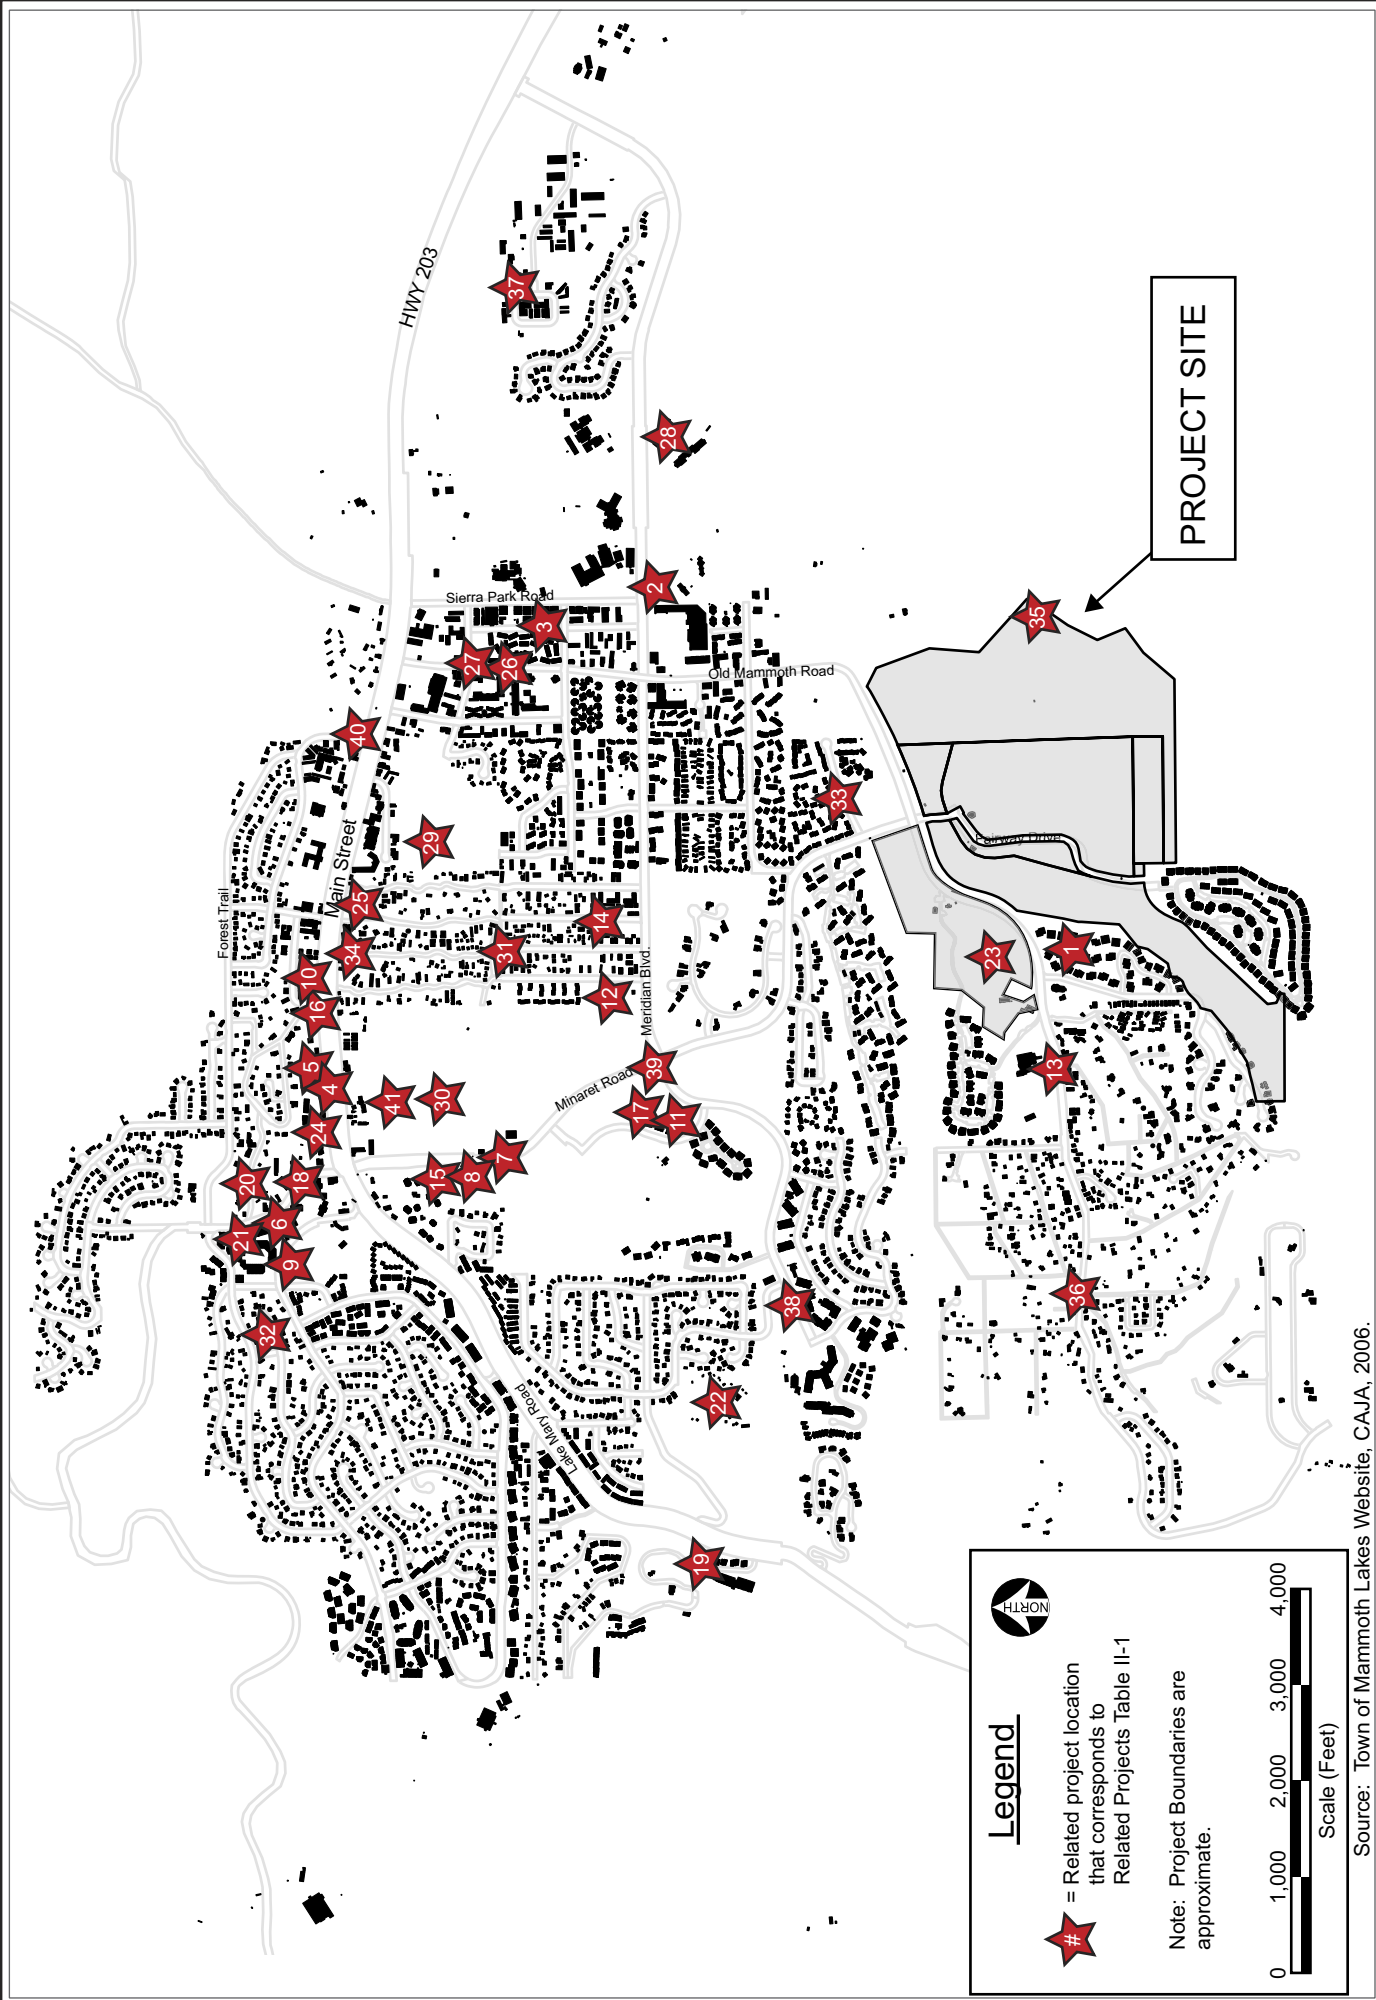 HWY 203
Main Street
Forest Trail
Sierra Park Road
Old Mammoth Road
Meridian Blvd.
Minaret Road
Lake Mary Road
Fairway Drive
PROJECT SITE
32
21
20
6
9
18
24
5
4
16
10
34
25
40
41
30
29
15
8
7
31
27
26
3
37
12
14
17
39
11
2
28
19
22
38
33
23
1
13
36
35
Legend
NORTH
#
= Related project location
that corresponds to
Related Projects Table II-1
Note: Project Boundaries are
approximate.
0 1,000 2,000 3,000 4,000
Scale (Feet)
Source: Town of Mammoth Lakes Website, CAJA, 2006.